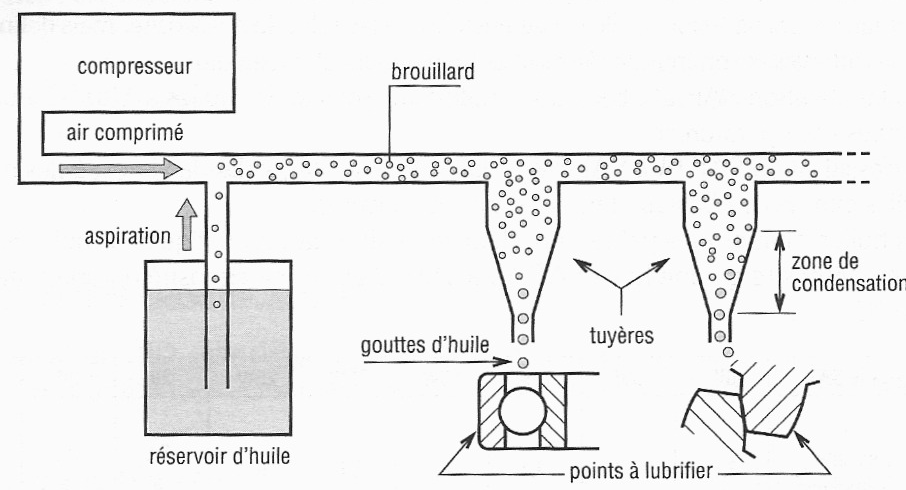 compresseur
brouillard
air comprimé
aspiration
zone de
condensation
tuyères
gouttes d'huile
réservoir d'huile
points à lubrifier